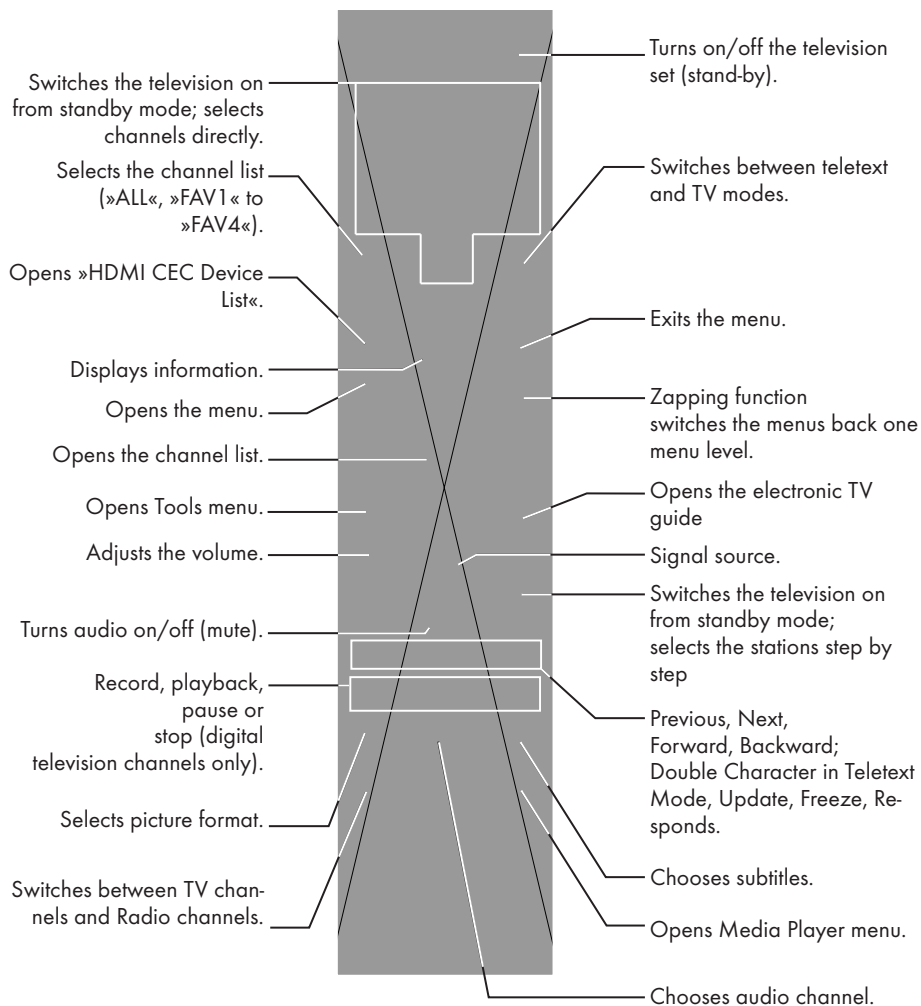 Switches the television on
from standby mode; selects
channels directly.
Selects the channel list
(»ALL«, »FAV1« to
»FAV4«).
Opens »HDMI CEC Device
List«.
Displays information.
Opens the menu.
Opens the channel list.
Opens Tools menu.
Adjusts the volume.
Turns audio on/off (mute).
Record, playback,
pause or
stop (digital
television channels only).
Selects picture format.
Switches between TV chan-
nels and Radio channels.
Turns on/off the television
set (stand-by).
Switches between teletext
and TV modes.
Exits the menu.
Zapping function
switches the menus back one
menu level.
Opens the electronic TV
guide
Signal source.
Switches the television on
from standby mode;
selects the stations step by
step
Previous, Next,
Forward, Backward;
Double Character in Teletext
Mode, Update, Freeze, Re-
sponds.
Chooses subtitles.
Opens Media Player menu.
Chooses audio channel.